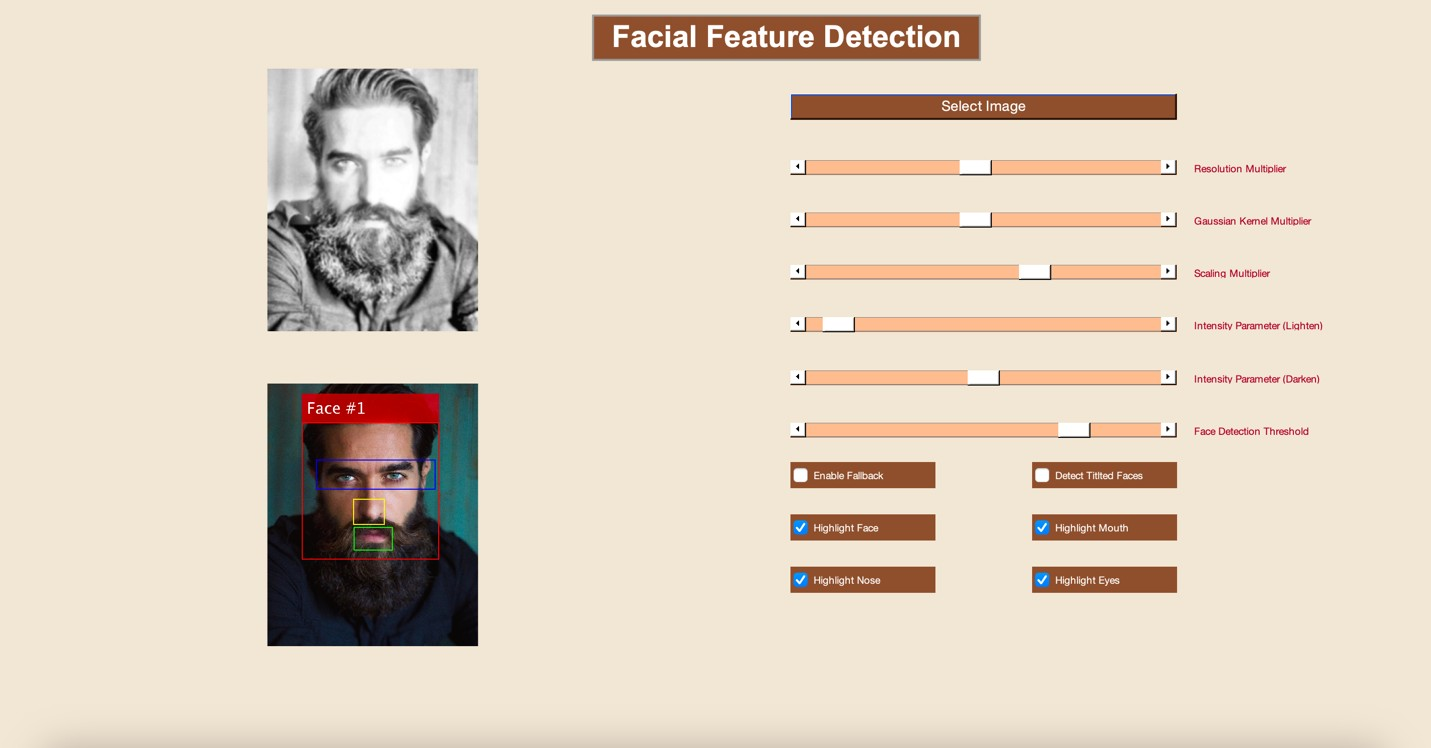 Facial Feature Detection
Select Image
Resolution Multiplier
Gaussian Kernel Multiplier
Scaling Multiplier
Intensity Parameter (Lighten)
Intensity Parameter (Darken)
Face #1
Face Detection Threshold
Enable Fallback
Detect Titlted Faces
Highlight Face
Highlight Mouth
Highlight Nose
Highlight Eyes